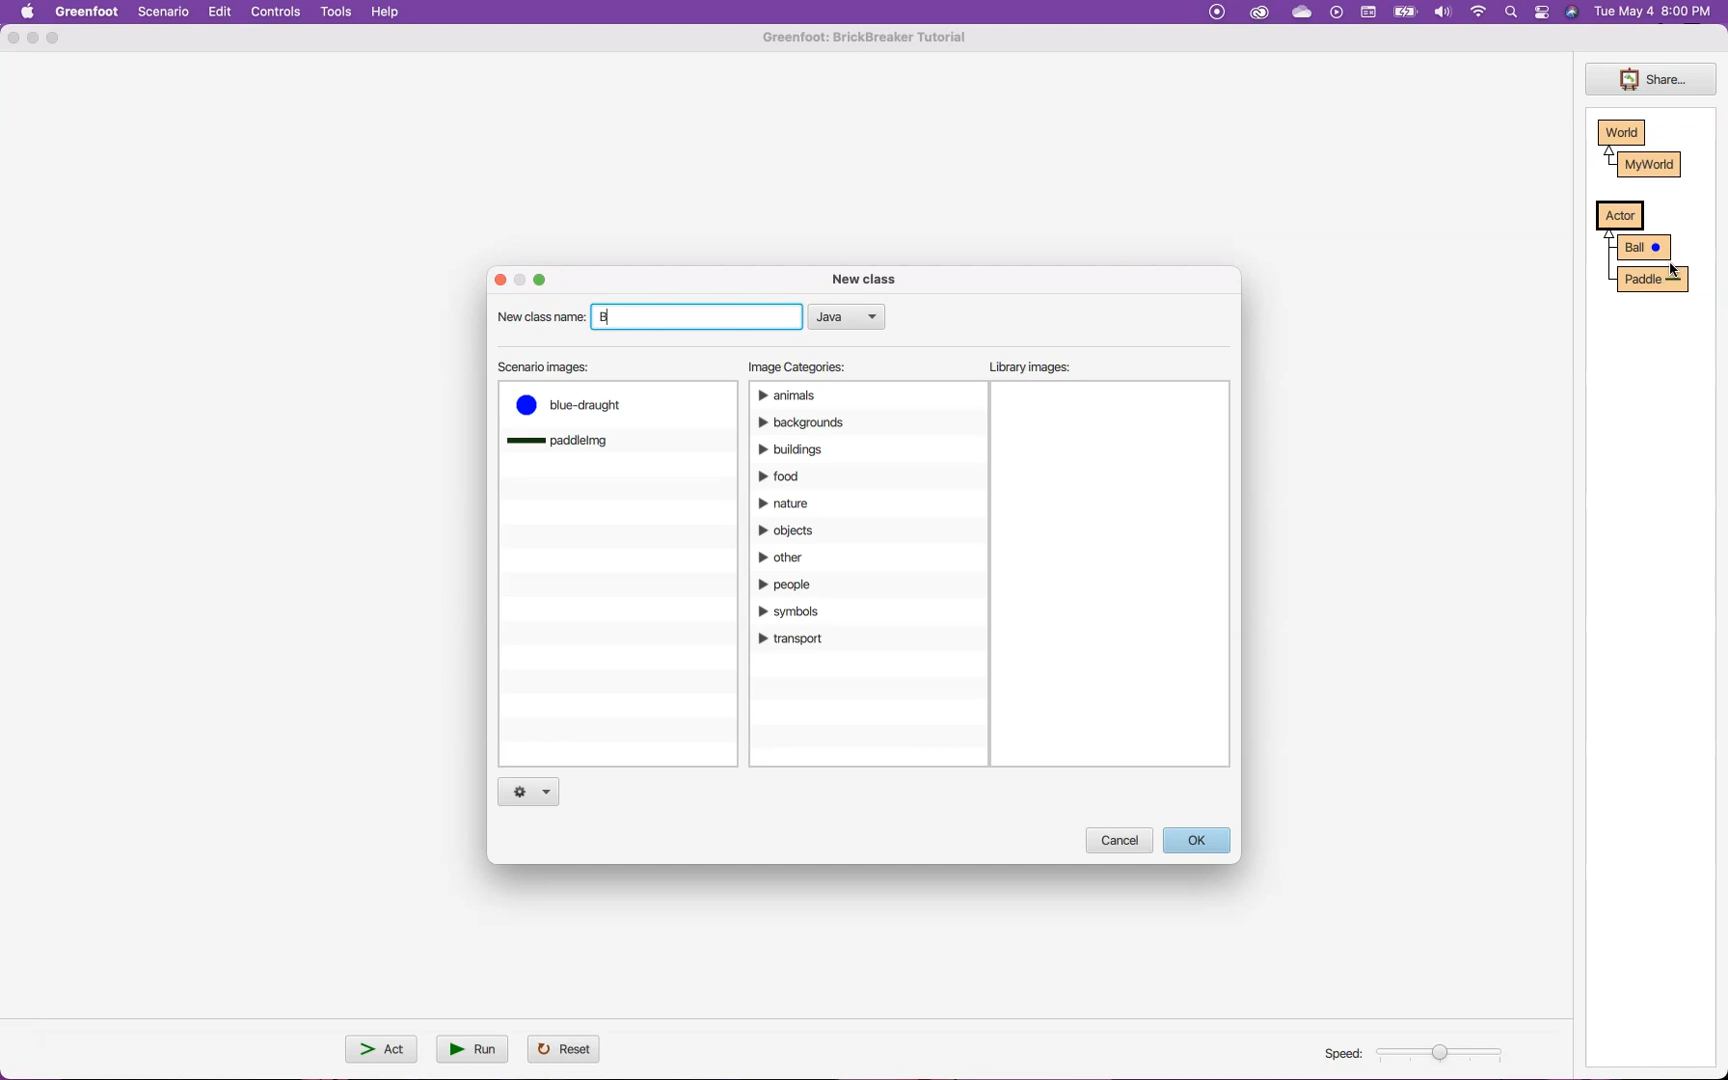 Greenfoot Scenario Edit Controls Tools Help Tue May 4 8:00 PM
Greenfoot: BrickBreaker Tutorial
Share...
World
MyWorld
Actor
Ball
Paddle
New class
New class name: B Java
Scenario images: Image Categories: Library images:
blue-draught
paddleImg
animals
backgrounds
buildings
food
nature
objects
other
people
symbols
transport
Cancel OK
Act Run Reset Speed: